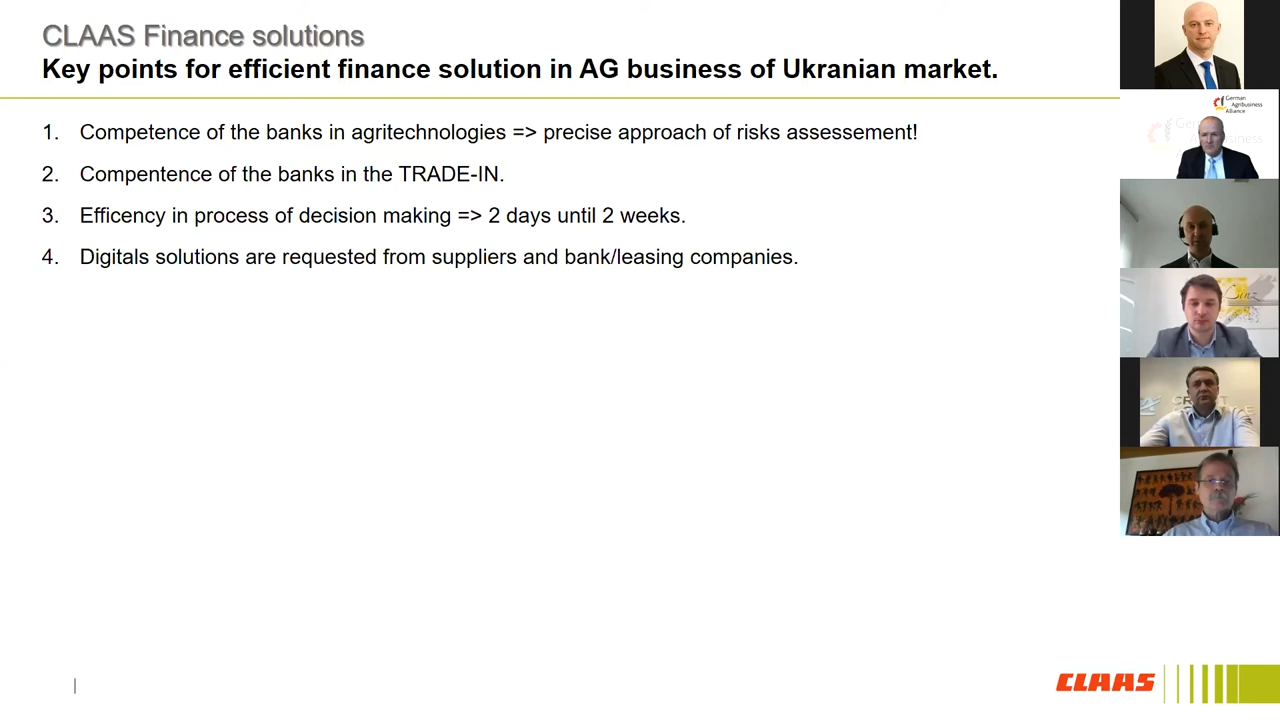 CLAAS Finance solutions
Key points for efficient finance solution in AG business of Ukranian market.
1. Competence of the banks in agritechnologies => precise approach of risks assessement!
2. Compentence of the banks in the TRADE-IN.
3. Efficency in process of decision making => 2 days until 2 weeks.
4. Digitals solutions are requested from suppliers and bank/leasing companies.
German
Agribusiness
Alliance
CLAAS